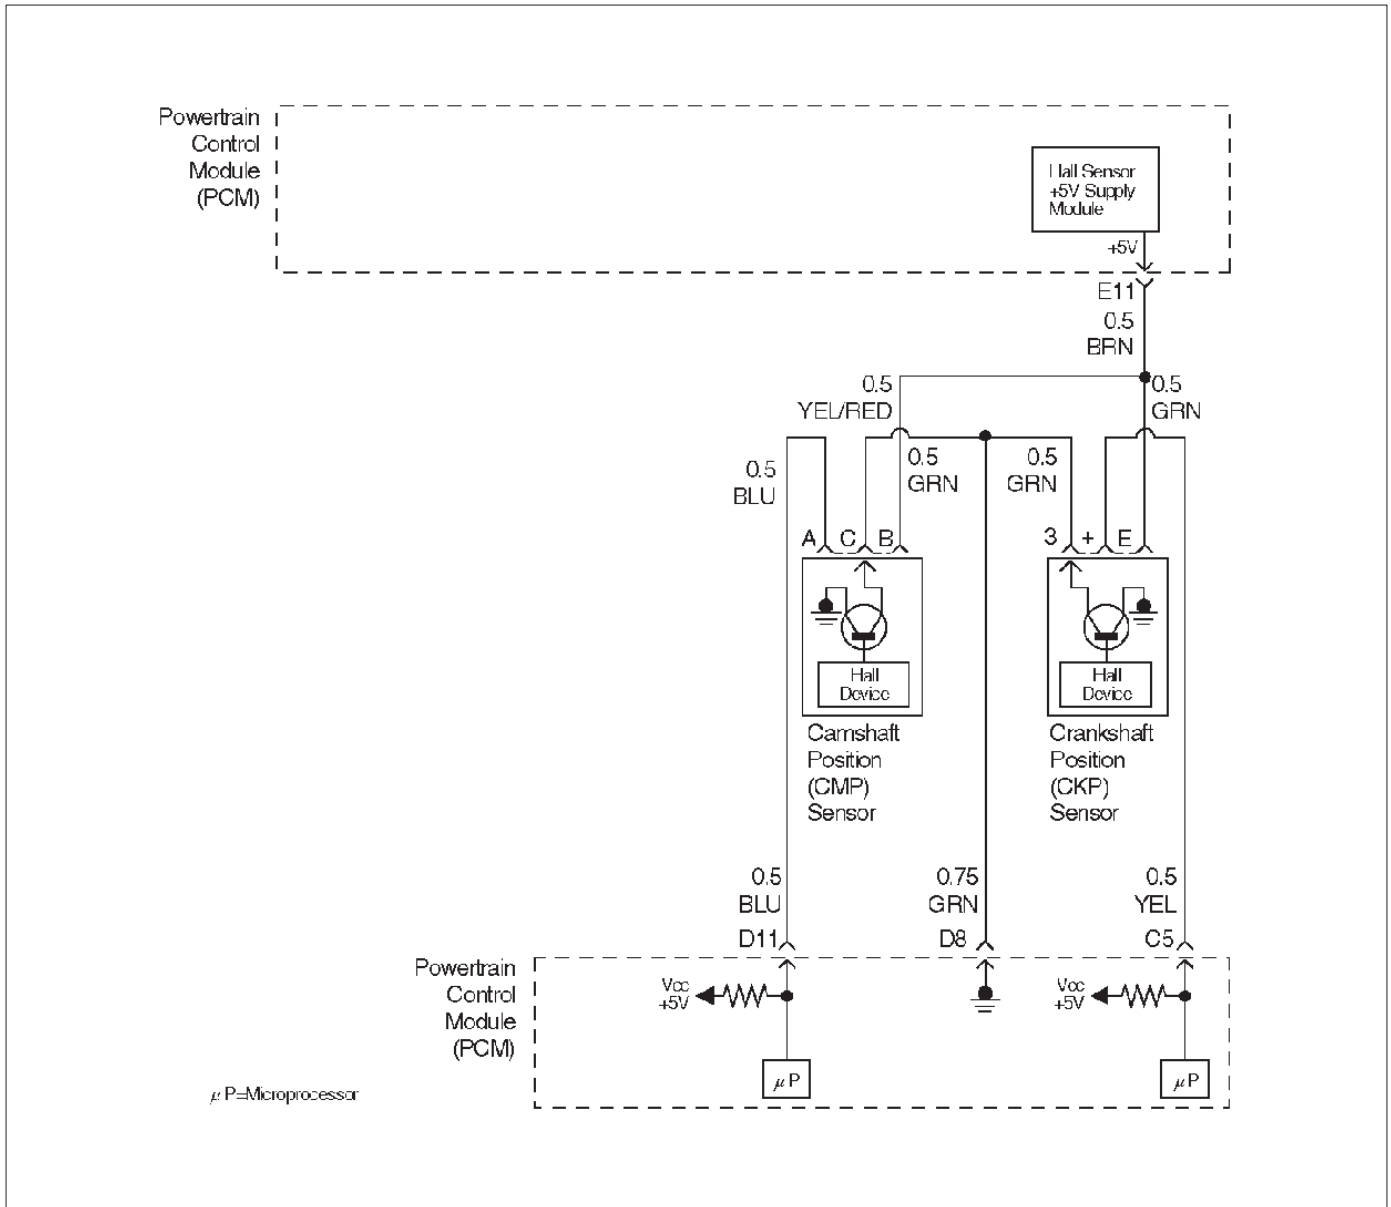 Powertrain
Control
Module
(PCM)
Hall Sensor
+5V Supply
Module
+5V
E11
0.5
BRN
0.5
YEL/RED
0.5
GRN
0.5
BLU
0.5
GRN
0.5
GRN
A C B
3 + E
Hall
Device
Hall
Device
Camshaft
Position
(CMP)
Sensor
Crankshaft
Position
(CKP)
Sensor
0.5
BLU
0.75
GRN
0.5
YEL
D11
D8
C5
Powertrain
Control
Module
(PCM)
Vcc
+5V
Vcc
+5V
μP
μP
μP=Microprocessor